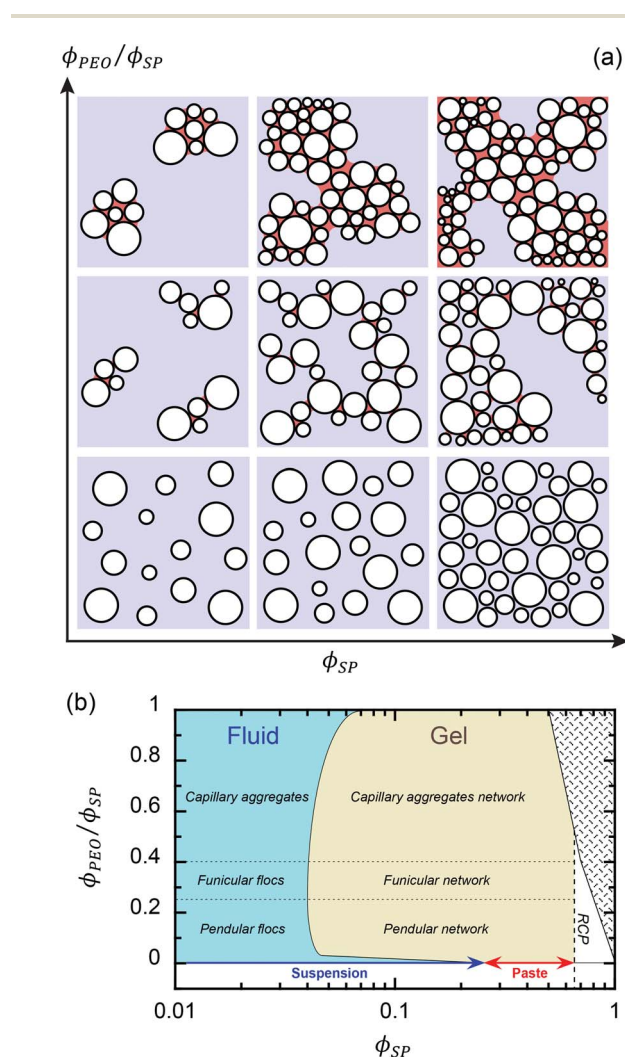 ϕPEO/ϕSP
(a)
ϕSP
(b)
1
0.8
0.6
0.4
0.2
0
ϕPEO/ϕSP
Fluid
Gel
Capillary aggregates
Capillary aggregates network
Funicular flocs
Funicular network
Pendular flocs
Pendular network
RCP
Suspension
Paste
0.01
0.1
1
ϕSP